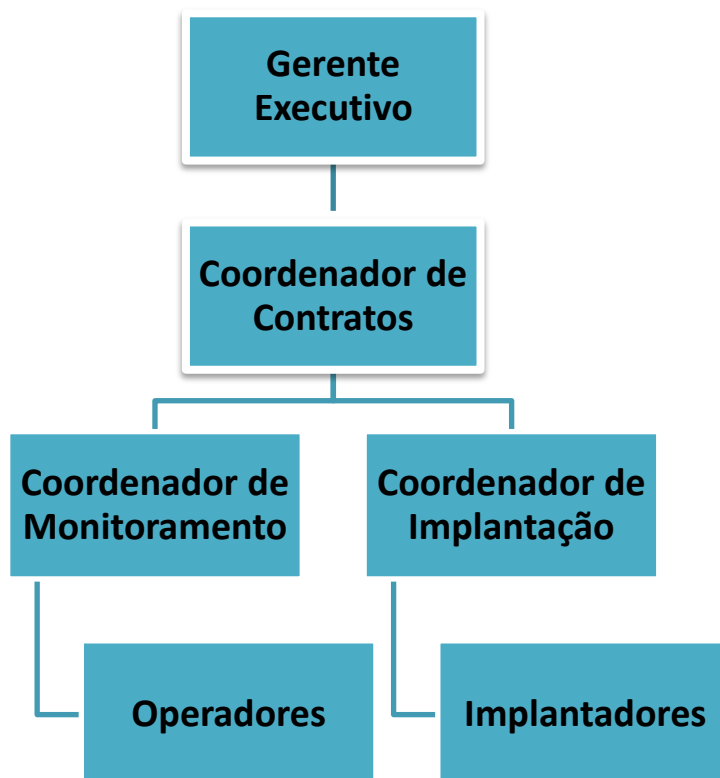 Gerente
Executivo
Coordenador de
Contratos
Coordenador de
Monitoramento
Coordenador de
Implantação
Operadores
Implantadores